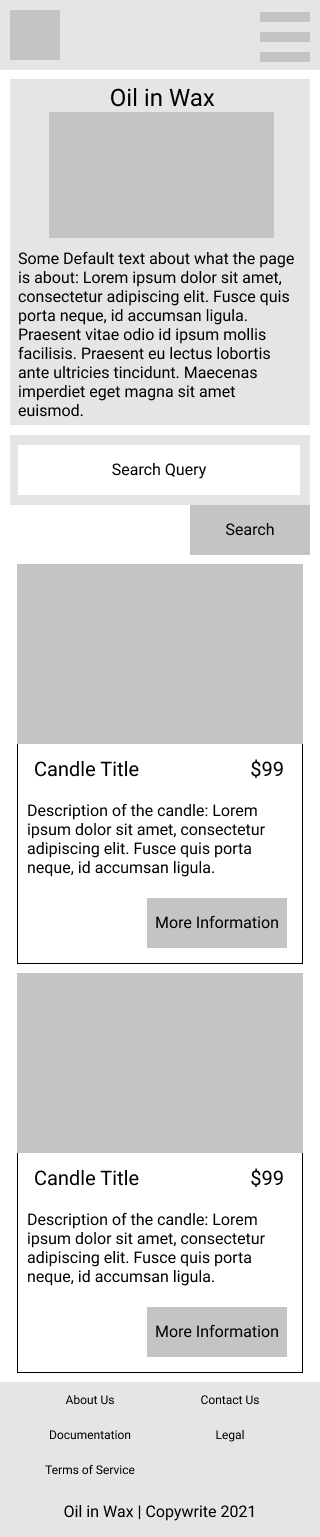 Oil in Wax
Some Default text about what the page
is about: Lorem ipsum dolor sit amet,
consectetur adipiscing elit. Fusce quis
porta neque, id accumsan ligula.
Praesent vitae odio id ipsum mollis
facilisis. Praesent eu lectus lobortis
ante ultricies tincidunt. Maecenas
imperdiet eget magna sit amet
euismod.
Search Query
Search
Candle Title $99
Description of the candle: Lorem
ipsum dolor sit amet, consectetur
adipiscing elit. Fusce quis porta
neque, id accumsan ligula.
More Information
Candle Title $99
Description of the candle: Lorem
ipsum dolor sit amet, consectetur
adipiscing elit. Fusce quis porta
neque, id accumsan ligula.
More Information
About Us Contact Us
Documentation Legal
Terms of Service
Oil in Wax | Copywrite 2021